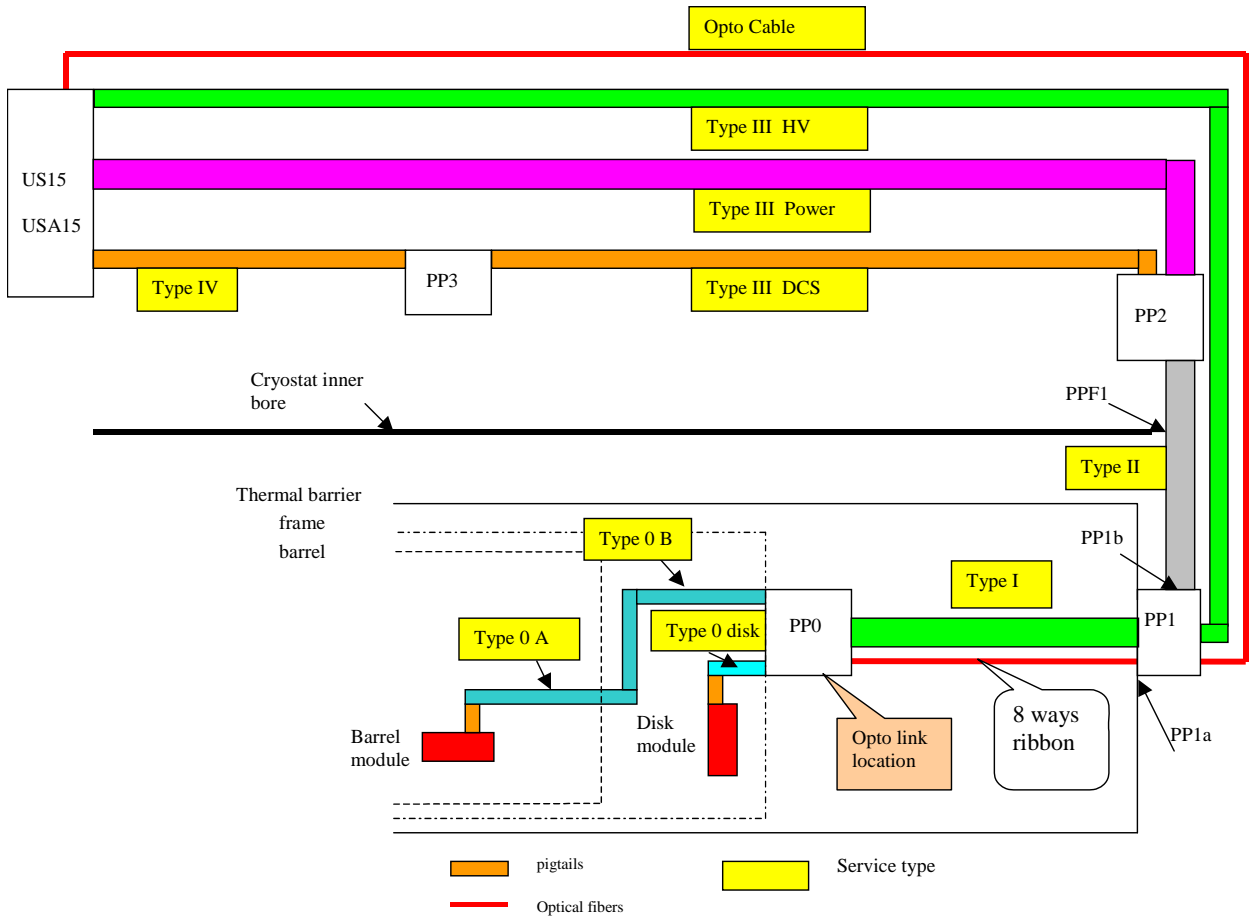 Opto Cable
Type III HV
US15
USA15
Type III Power
Type IV
PP3
Type III DCS
PP2
Cryostat inner
bore
PPF1
Type II
Thermal barrier
frame
barrel
Type 0 B
PP1b
Type I
Type 0 A
Type 0 disk
PP0
PP1
Barrel
module
Disk
module
Opto link
location
8 ways
ribbon
PP1a
pigtails
Service type
Optical fibers